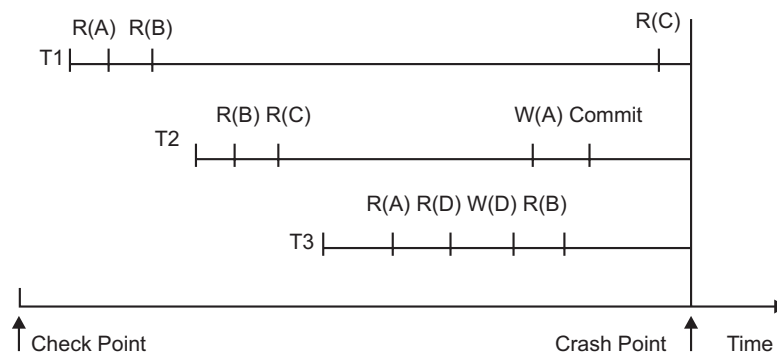 R(A) R(B) R(C)
T1
R(B) R(C) W(A) Commit
T2
R(A) R(D) W(D) R(B)
T3
Check Point Crash Point Time